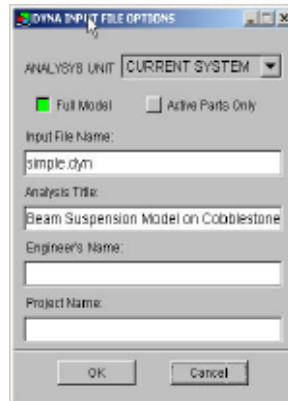 DYNA INPUT FILE OPTIONS
ANALYSYS UNIT CURRENT SYSTEM
Full Model Active Parts Only
Input File Name:
simple.dyn
Analysis Title:
Beam Suspension Model on Cobblestone
Engineer's Name:
Project Name:
OK Cancel